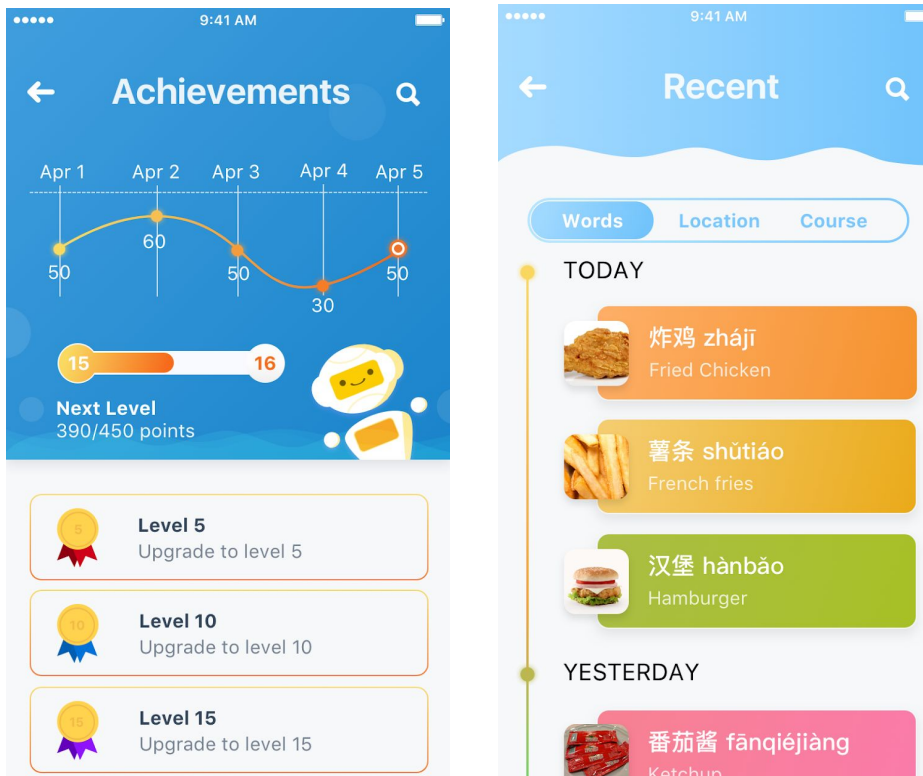 9:41 AM
Achievements
Apr 1 Apr 2 Apr 3 Apr 4 Apr 5
50 60 50 30 50
15 16
Next Level
390/450 points
5
Level 5
Upgrade to level 5
10
Level 10
Upgrade to level 10
15
Level 15
Upgrade to level 15
9:41 AM
Recent
Words Location Course
TODAY
炸鸡 zhájī
Fried Chicken
薯条 shǔtiáo
French fries
汉堡 hànbǎo
Hamburger
YESTERDAY
番茄酱 fānqiéjiàng
Ketchup